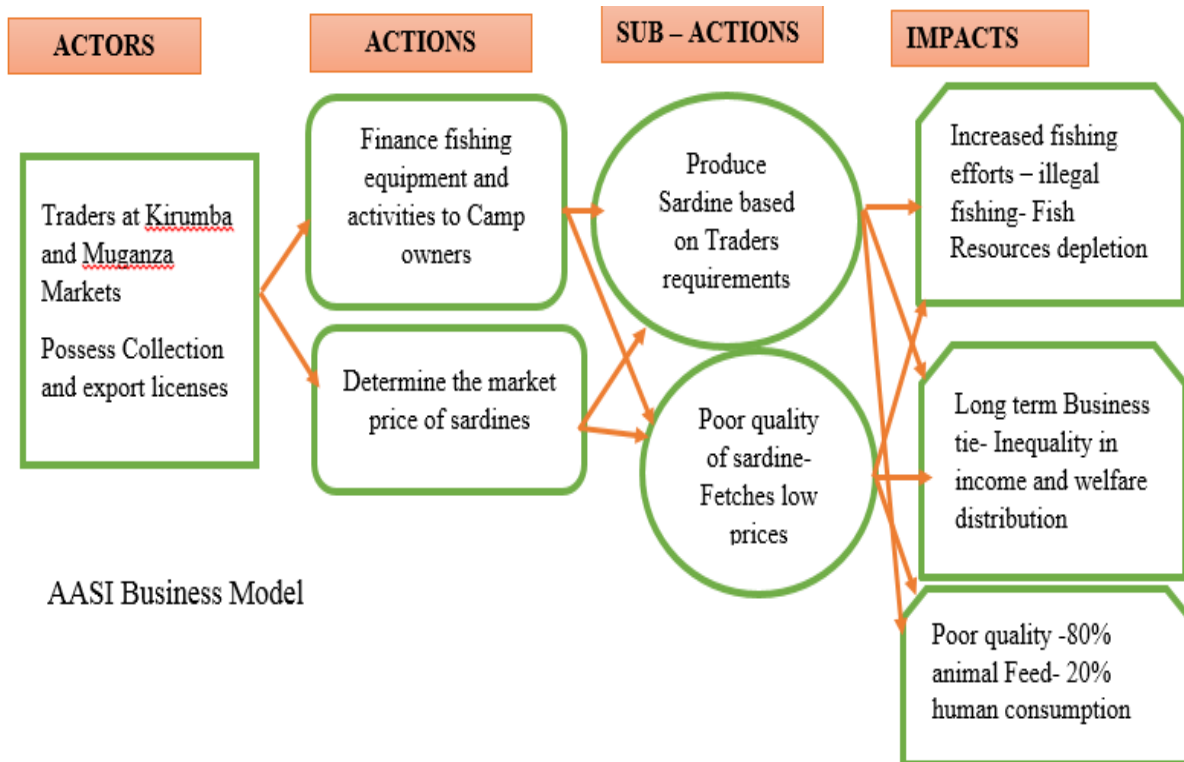 ACTORS
ACTIONS
SUB – ACTIONS
IMPACTS
Traders at Kirumba
and Muganza
Markets
Possess Collection
and export licenses
Finance fishing
equipment and
activities to Camp
owners
Determine the market
price of sardines
Produce
Sardine based
on Traders
requirements
Poor quality
of sardine-
Fetches low
prices
Increased fishing
efforts – illegal
fishing- Fish
Resources depletion
Long term Business
tie- Inequality in
income and welfare
distribution
Poor quality -80%
animal Feed- 20%
human consumption
AASI Business Model